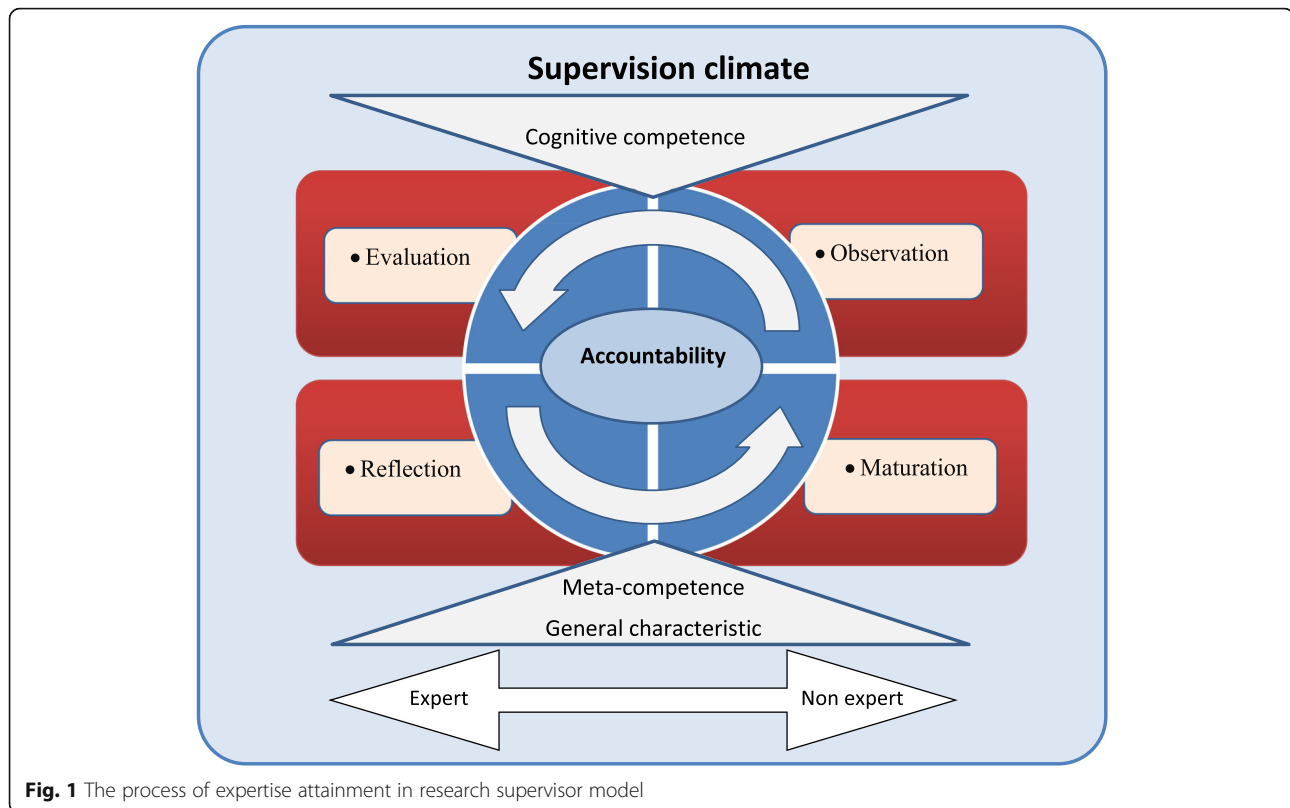 Supervision climate
Cognitive competence
• Evaluation
• Observation
Accountability
• Reflection
• Maturation
Meta-competence
General characteristic
Expert
Non expert
Fig. 1 The process of expertise attainment in research supervisor model